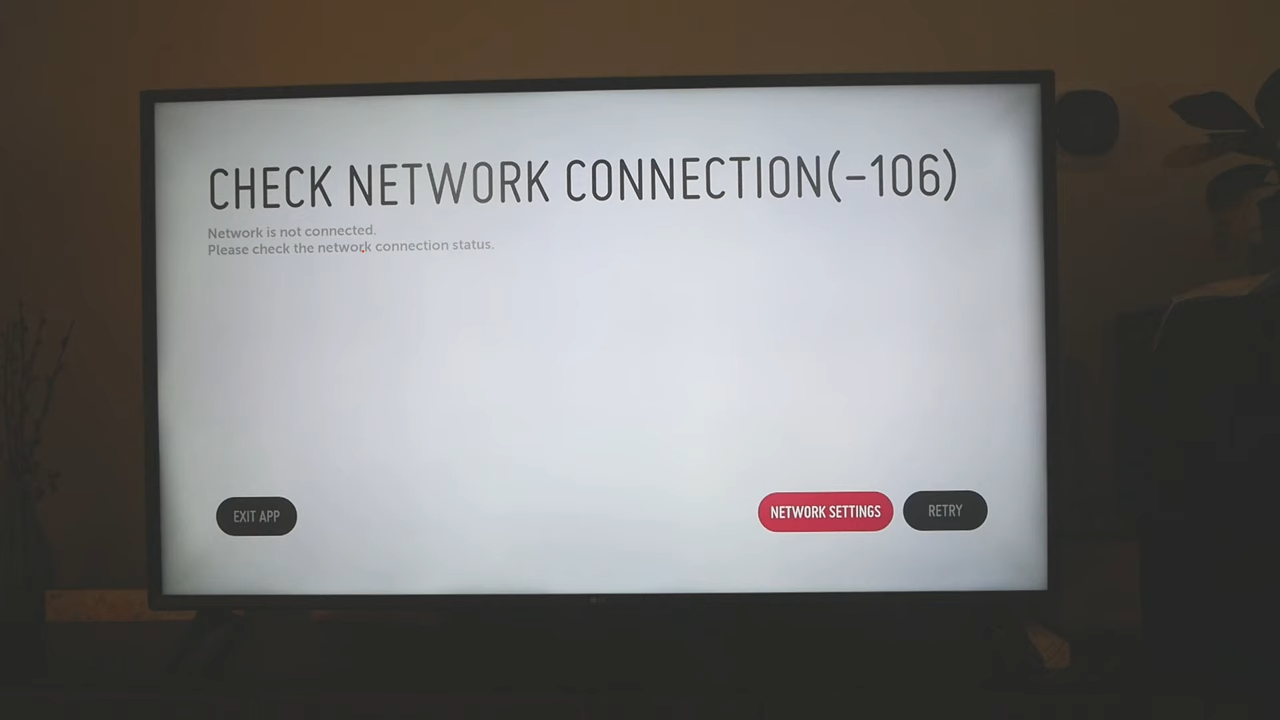 CHECK NETWORK CONNECTION(-106)
Network is not connected.
Please check the network connection status.
EXIT APP
NETWORK SETTINGS
RETRY